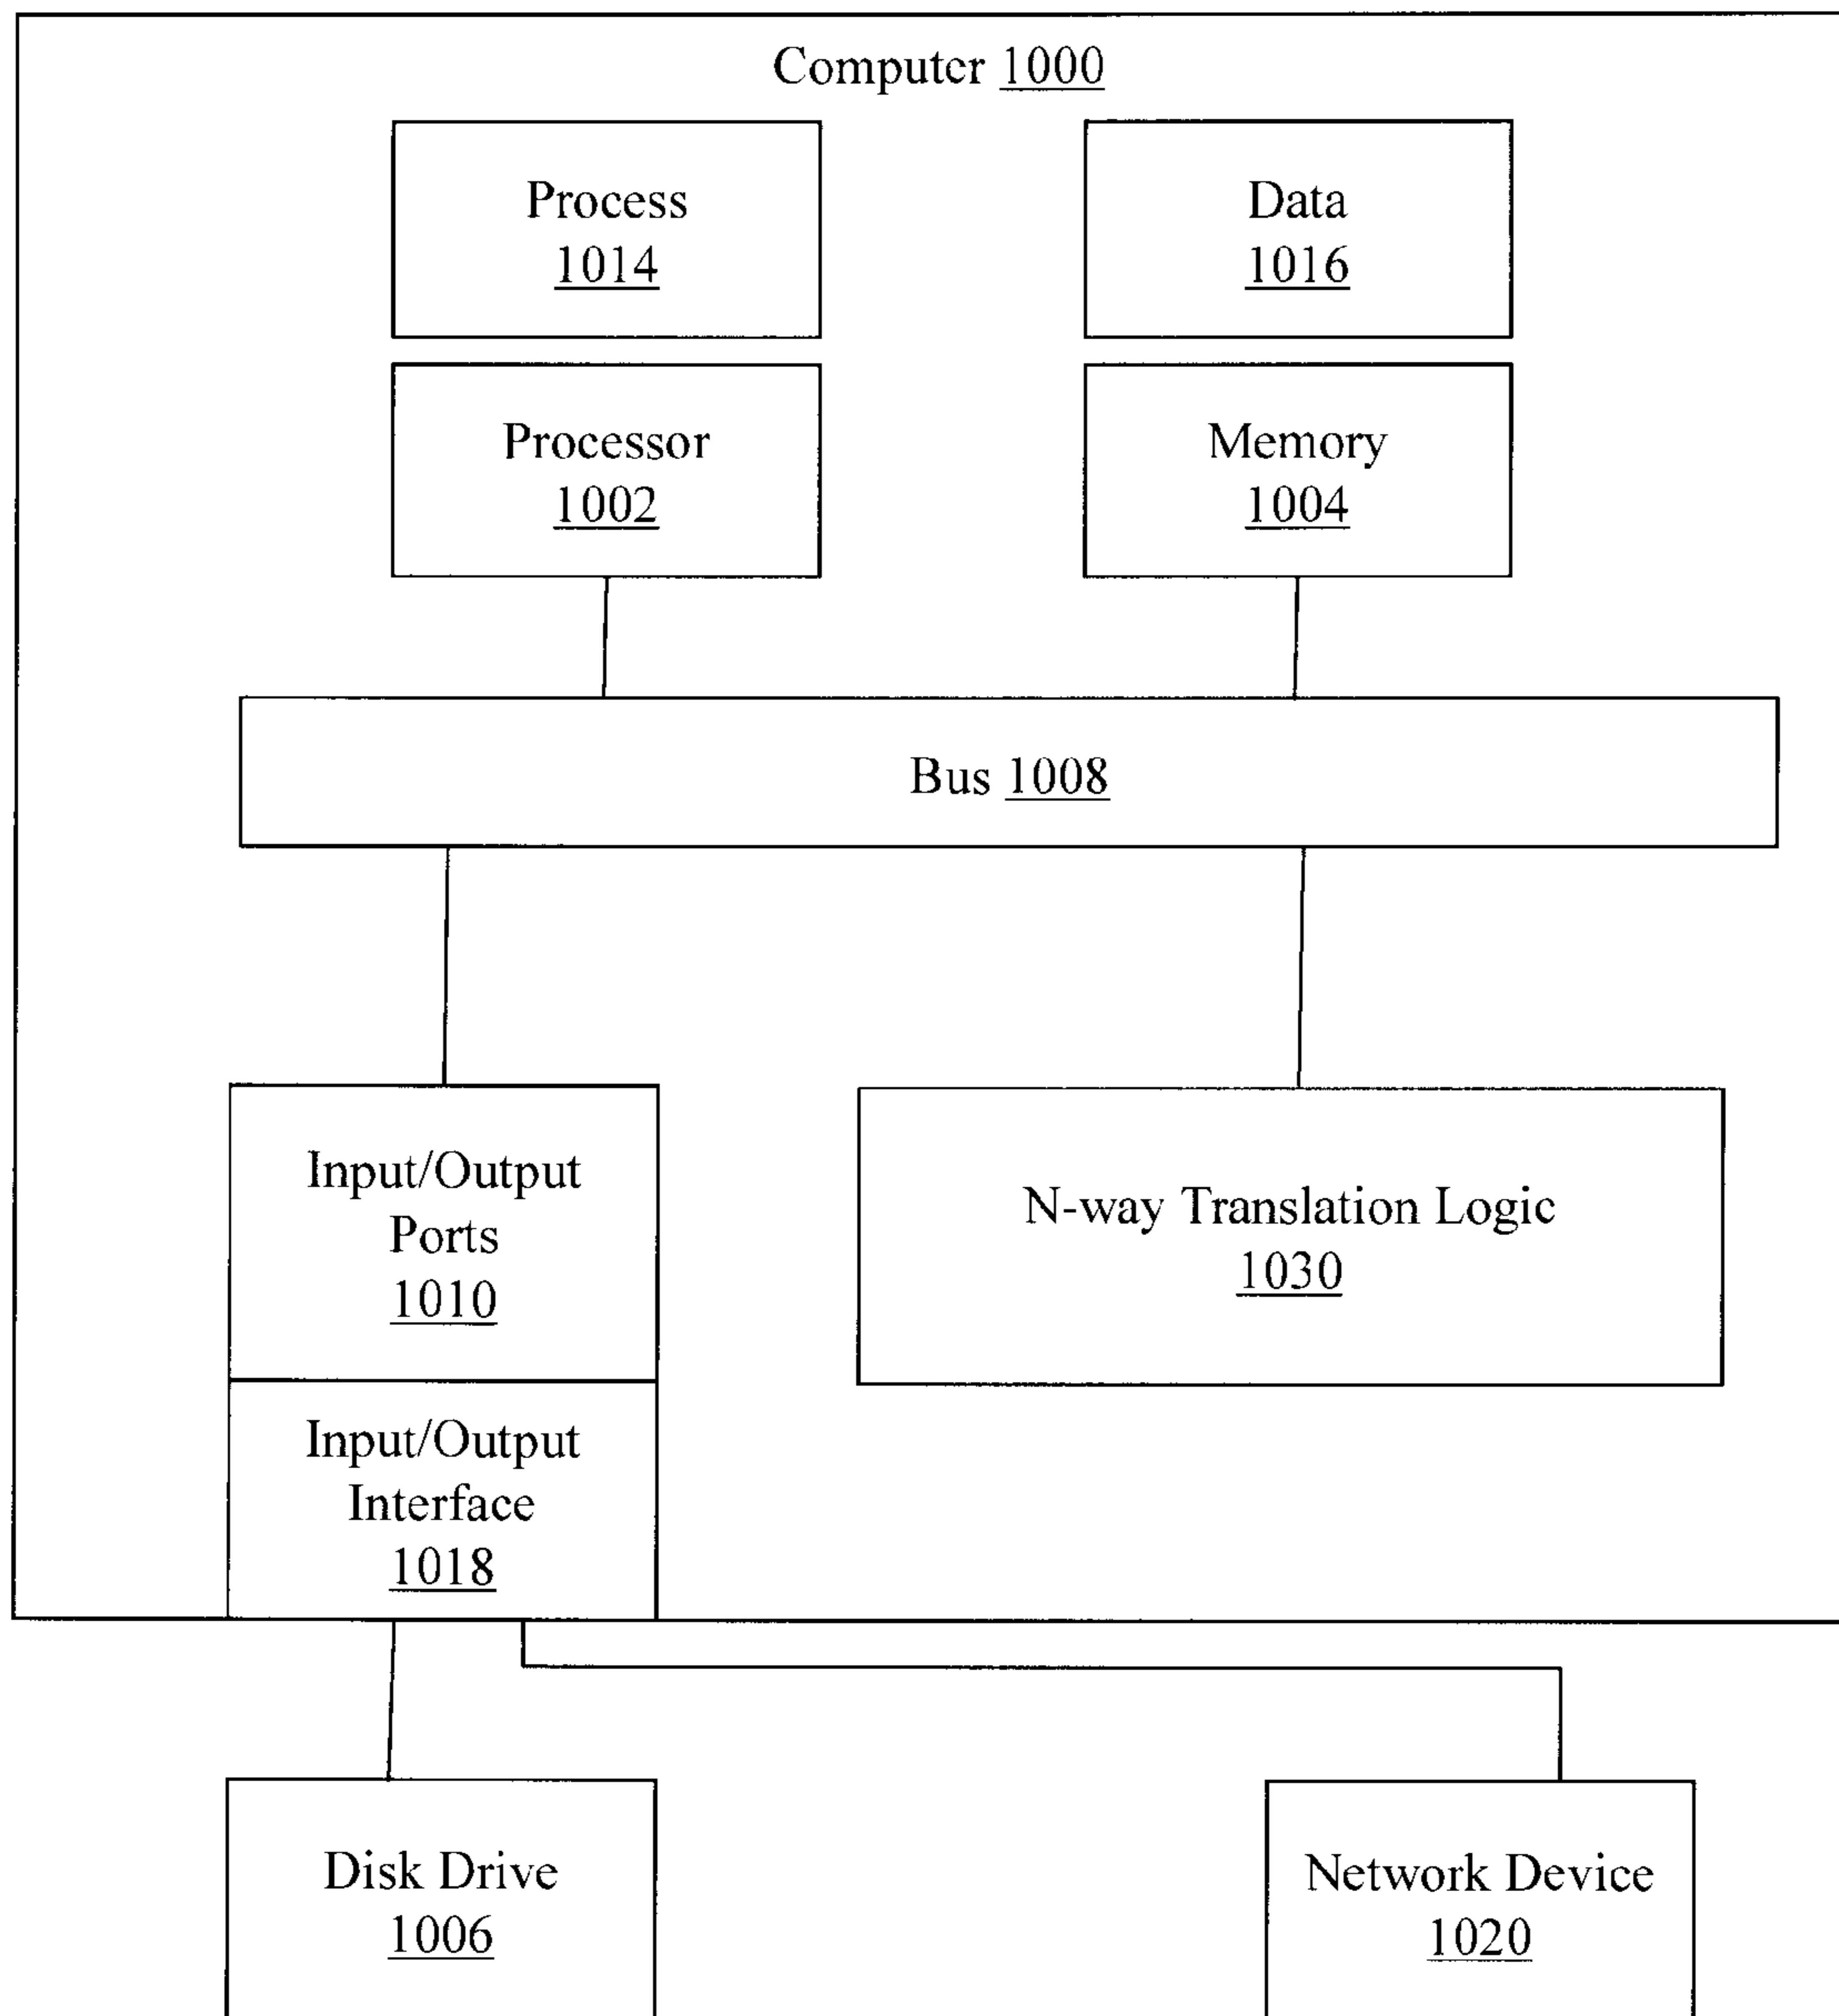 Computer 1000
Process
1014
Data
1016
Processor
1002
Memory
1004
Bus 1008
Input/Output
Ports
1010
N-way Translation Logic
1030
Input/Output
Interface
1018
Disk Drive
1006
Network Device
1020